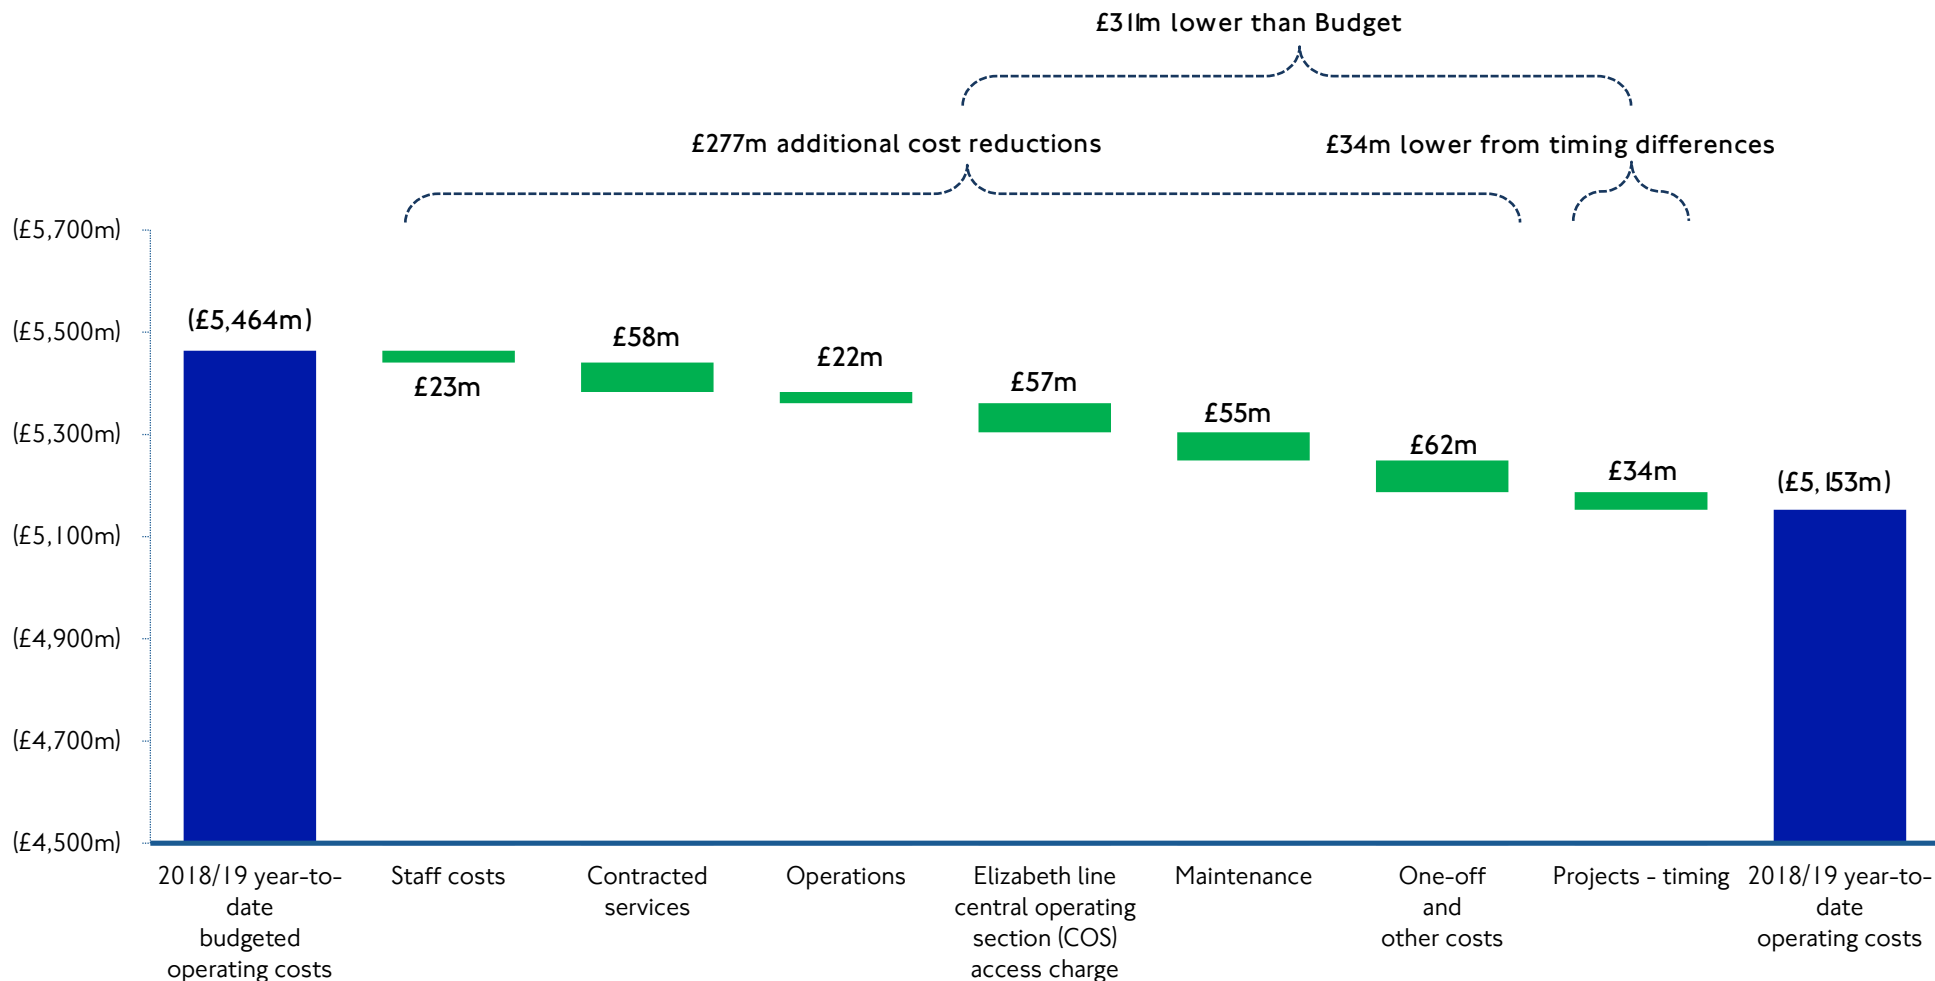 £311m lower than Budget
£277m additional cost reductions
£34m lower from timing differences
(£5,700m)
(£5,500m)
(£5,300m)
(£5,100m)
(£4,900m)
(£4,700m)
(£4,500m)
(£5,464m)
£23m
£58m
£22m
£57m
£55m
£62m
£34m
(£5,153m)
2018/19 year-to-
date
budgeted
operating costs
Staff costs
Contracted
services
Operations
Elizabeth line
central operating
section (COS)
access charge
Maintenance
One-off
and
other costs
Projects - timing
2018/19 year-to-
date
operating costs